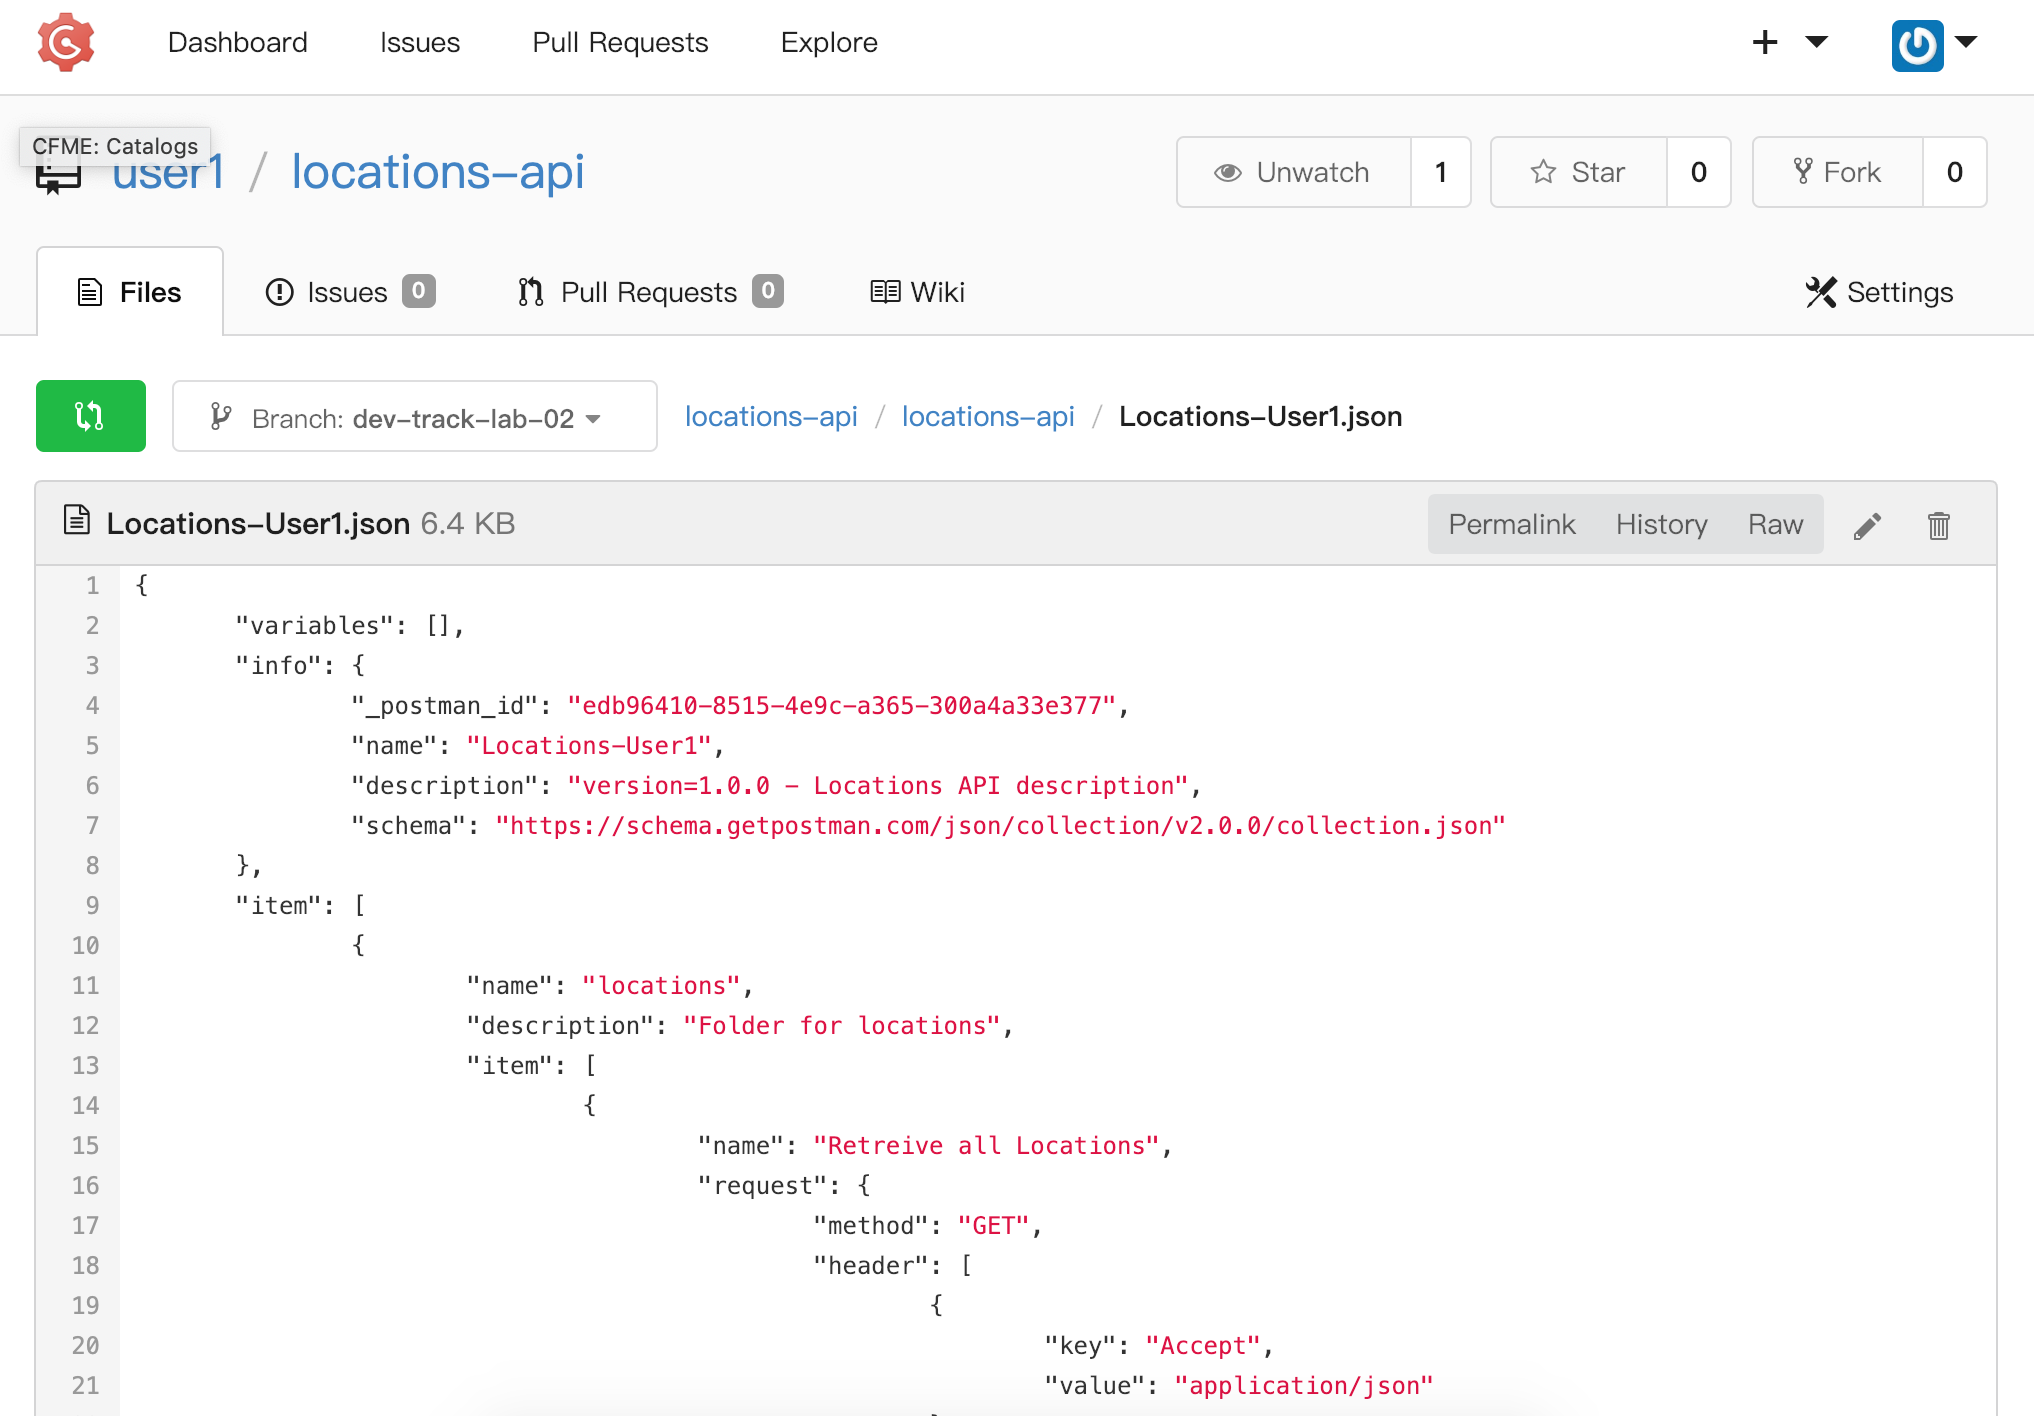 Dashboard Issues Pull Requests Explore
CFME: Catalogs
user1 / locations-api
Unwatch 1 Star 0 Fork 0
Files Issues 0 Pull Requests 0 Wiki Settings
Branch: dev-track-lab-02 locations-api / locations-api / Locations-User1.json
Locations-User1.json 6.4 KB Permalink History Raw
1 {
2 "variables": [],
3 "info": {
4 "_postman_id": "edb96410-8515-4e9c-a365-300a4a33e377",
5 "name": "Locations-User1",
6 "description": "version=1.0.0 - Locations API description",
7 "schema": "https://schema.getpostman.com/json/collection/v2.0.0/collection.json"
8 },
9 "item": [
10 {
11 "name": "locations",
12 "description": "Folder for locations",
13 "item": [
14 {
15 "name": "Retreive all Locations",
16 "request": {
17 "method": "GET",
18 "header": [
19 {
20 "key": "Accept",
21 "value": "application/json"